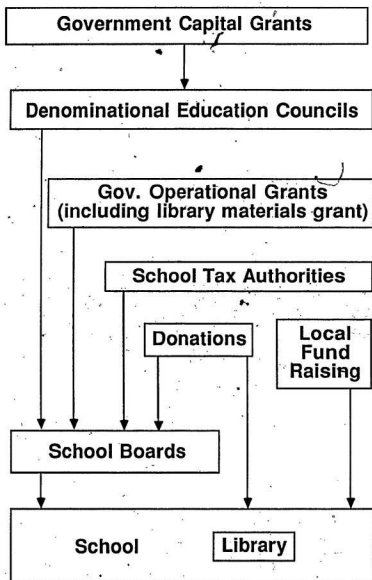 Government Capital Grants
Denominational Education Councils
Gov. Operational Grants
(including library materials grant)
School Tax Authorities
Donations
Local
Fund
Raising
School Boards
School
Library